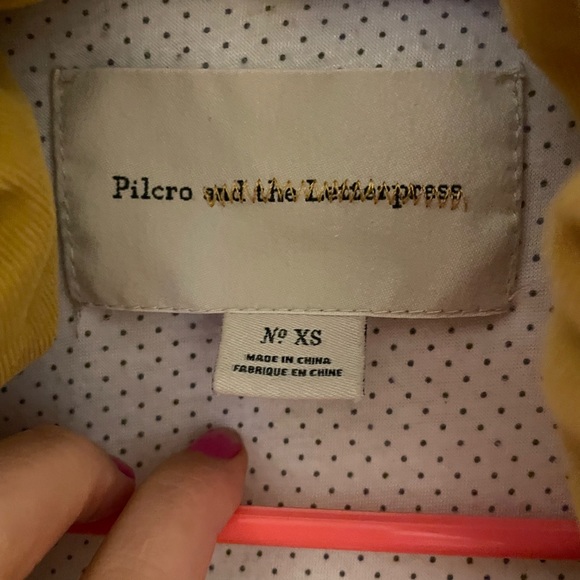 Pilcro and the Letterpress
Nº XS
MADE IN CHINA
FABRIQUE EN CHINE